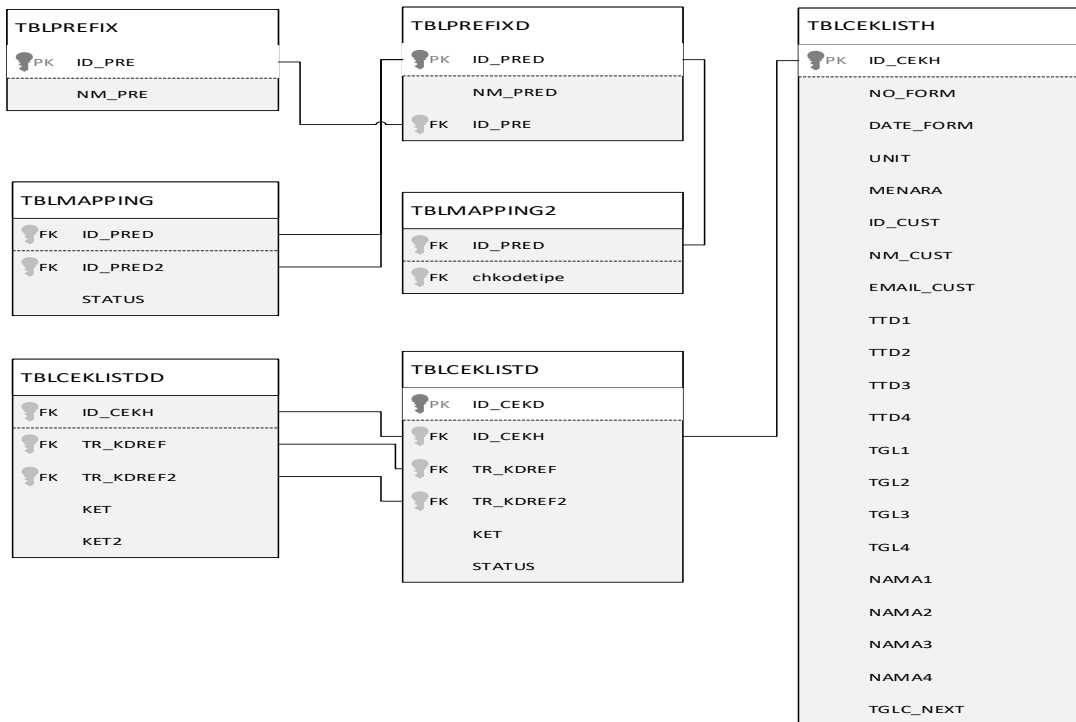 TBLPREFIX
PK ID_PRE
NM_PRE
TBLPREFIXD
PK ID_PRED
NM_PRED
FK ID_PRE
TBLCEKLISTH
PK ID_CEKH
NO_FORM
DATE_FORM
UNIT
MENARA
ID_CUST
NM_CUST
EMAIL_CUST
TTD1
TTD2
TTD3
TTD4
TGL1
TGL2
TGL3
TGL4
NAMA1
NAMA2
NAMA3
NAMA4
TGLC_NEXT
TBLMAPPING
FK ID_PRED
FK ID_PRED2
STATUS
TBLMAPPING2
FK ID_PRED
FK chkodetipe
TBLCEKLISTDD
FK ID_CEKH
FK TR_KDREF
FK TR_KDREF2
KET
KET2
TBLCEKLISTD
PK ID_CEKD
FK ID_CEKH
FK TR_KDREF
FK TR_KDREF2
KET
STATUS